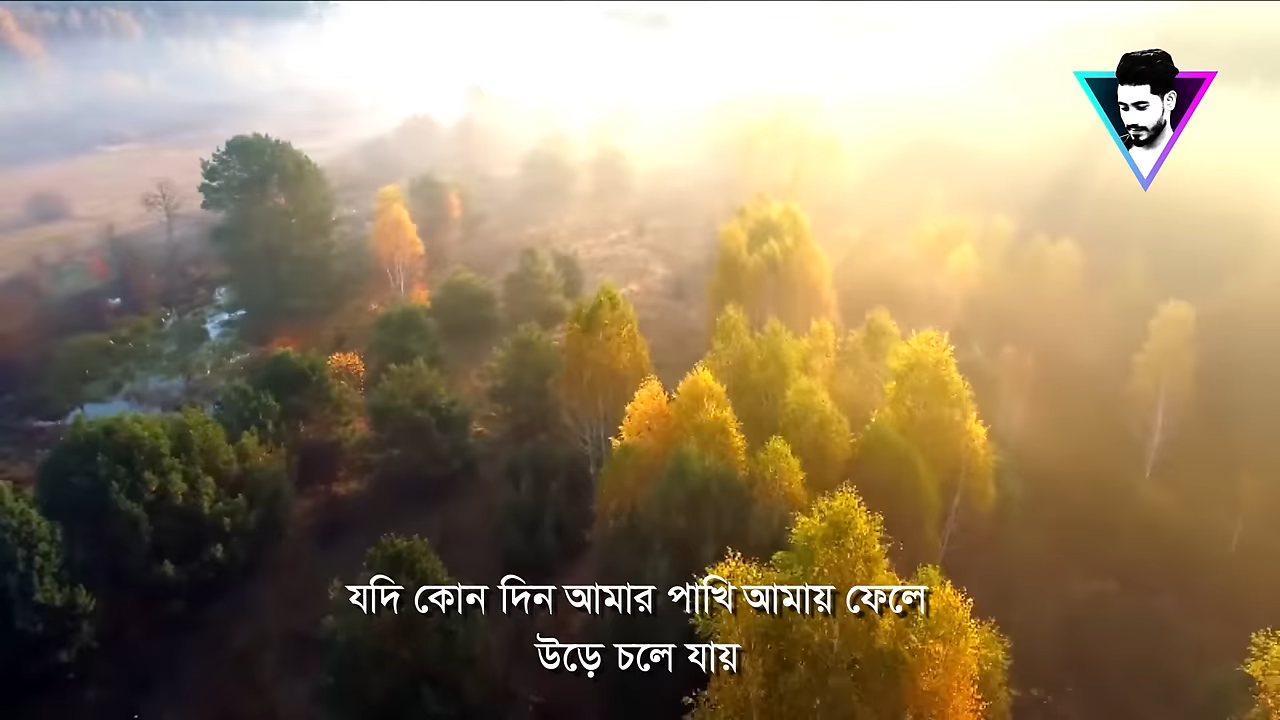 যদি কোন দিন আমার পাখি আমায় ফেলে
উড়ে চলে যায়